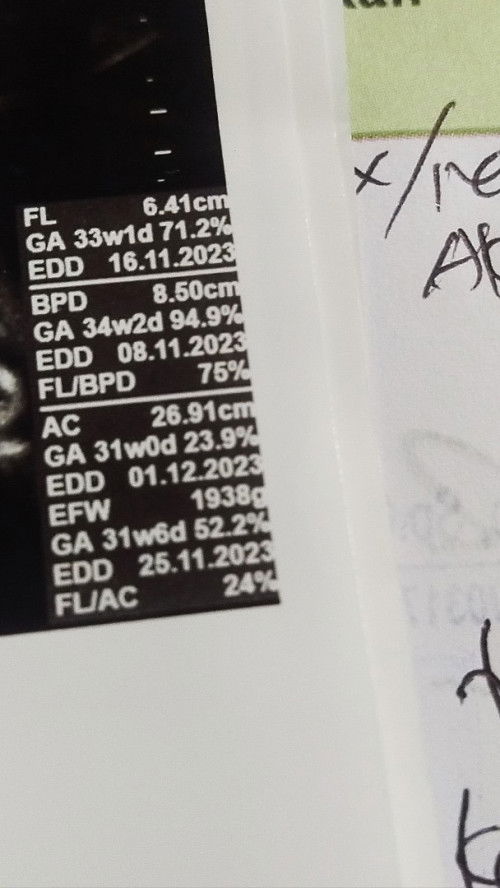 FL 6.41cm
GA 33w1d 71.2%
EDD 16.11.2023
BPD 8.50cm
GA 34w2d 94.9%
EDD 08.11.2023
FL/BPD 75%
AC 26.91cm
GA 31w0d 23.9%
EDD 01.12.2023
EFW 1938g
GA 31w6d 52.2%
EDD 25.11.2023
FL/AC 24%